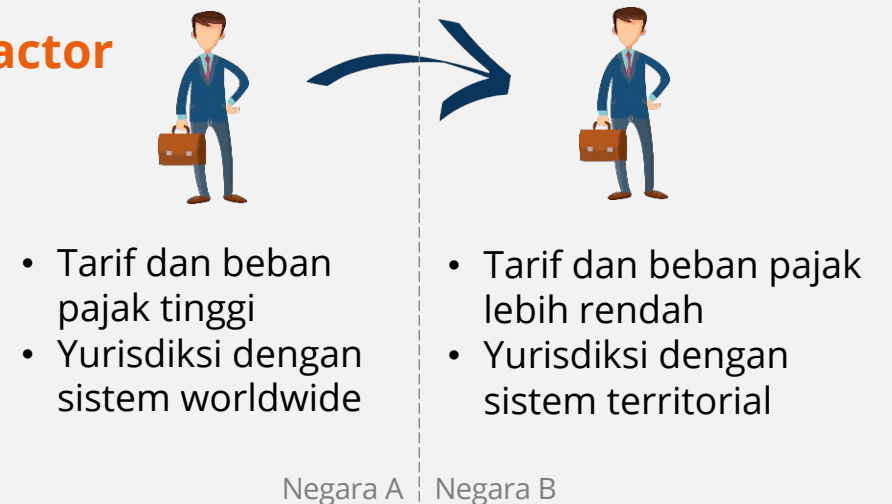 actor
• Tarif dan beban
pajak tinggi
• Yurisdiksi dengan
sistem worldwide
• Tarif dan beban pajak
lebih rendah
• Yurisdiksi dengan
sistem territorial
Negara A
Negara B